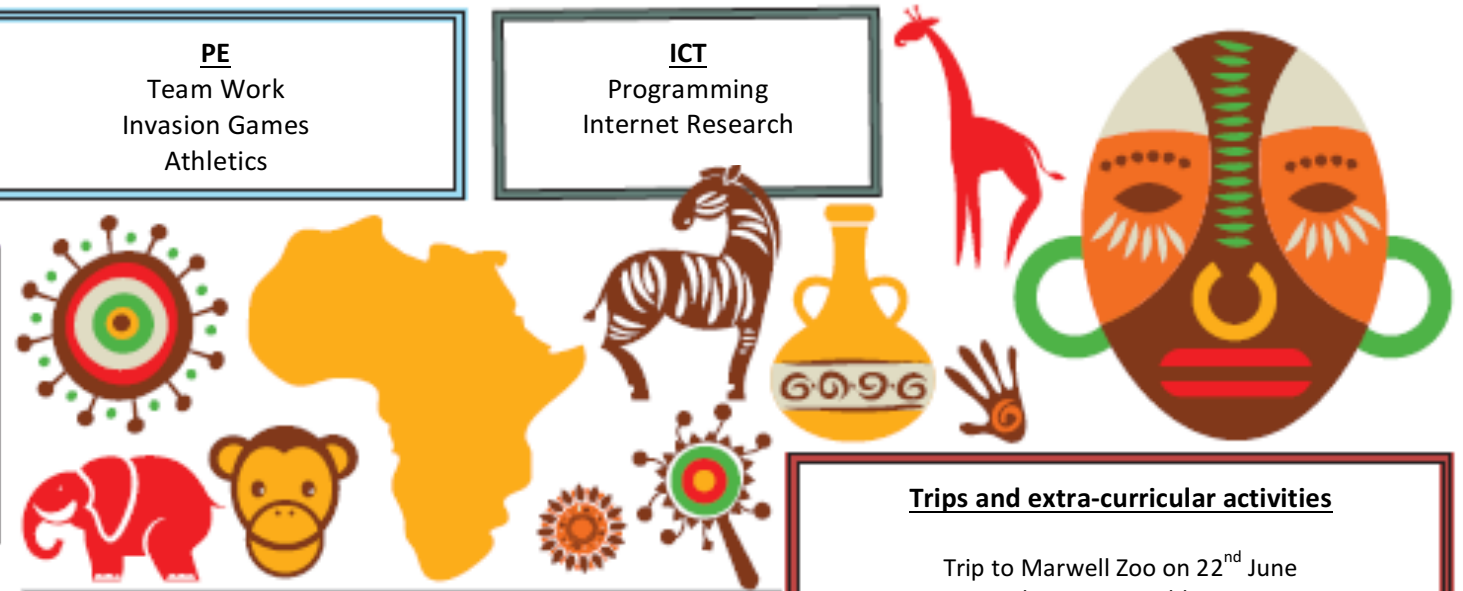 PE
Team Work
Invasion Games
Athletics
ICT
Programming
Internet Research
Trips and extra-curricular activities
Trip to Marwell Zoo on 22nd June